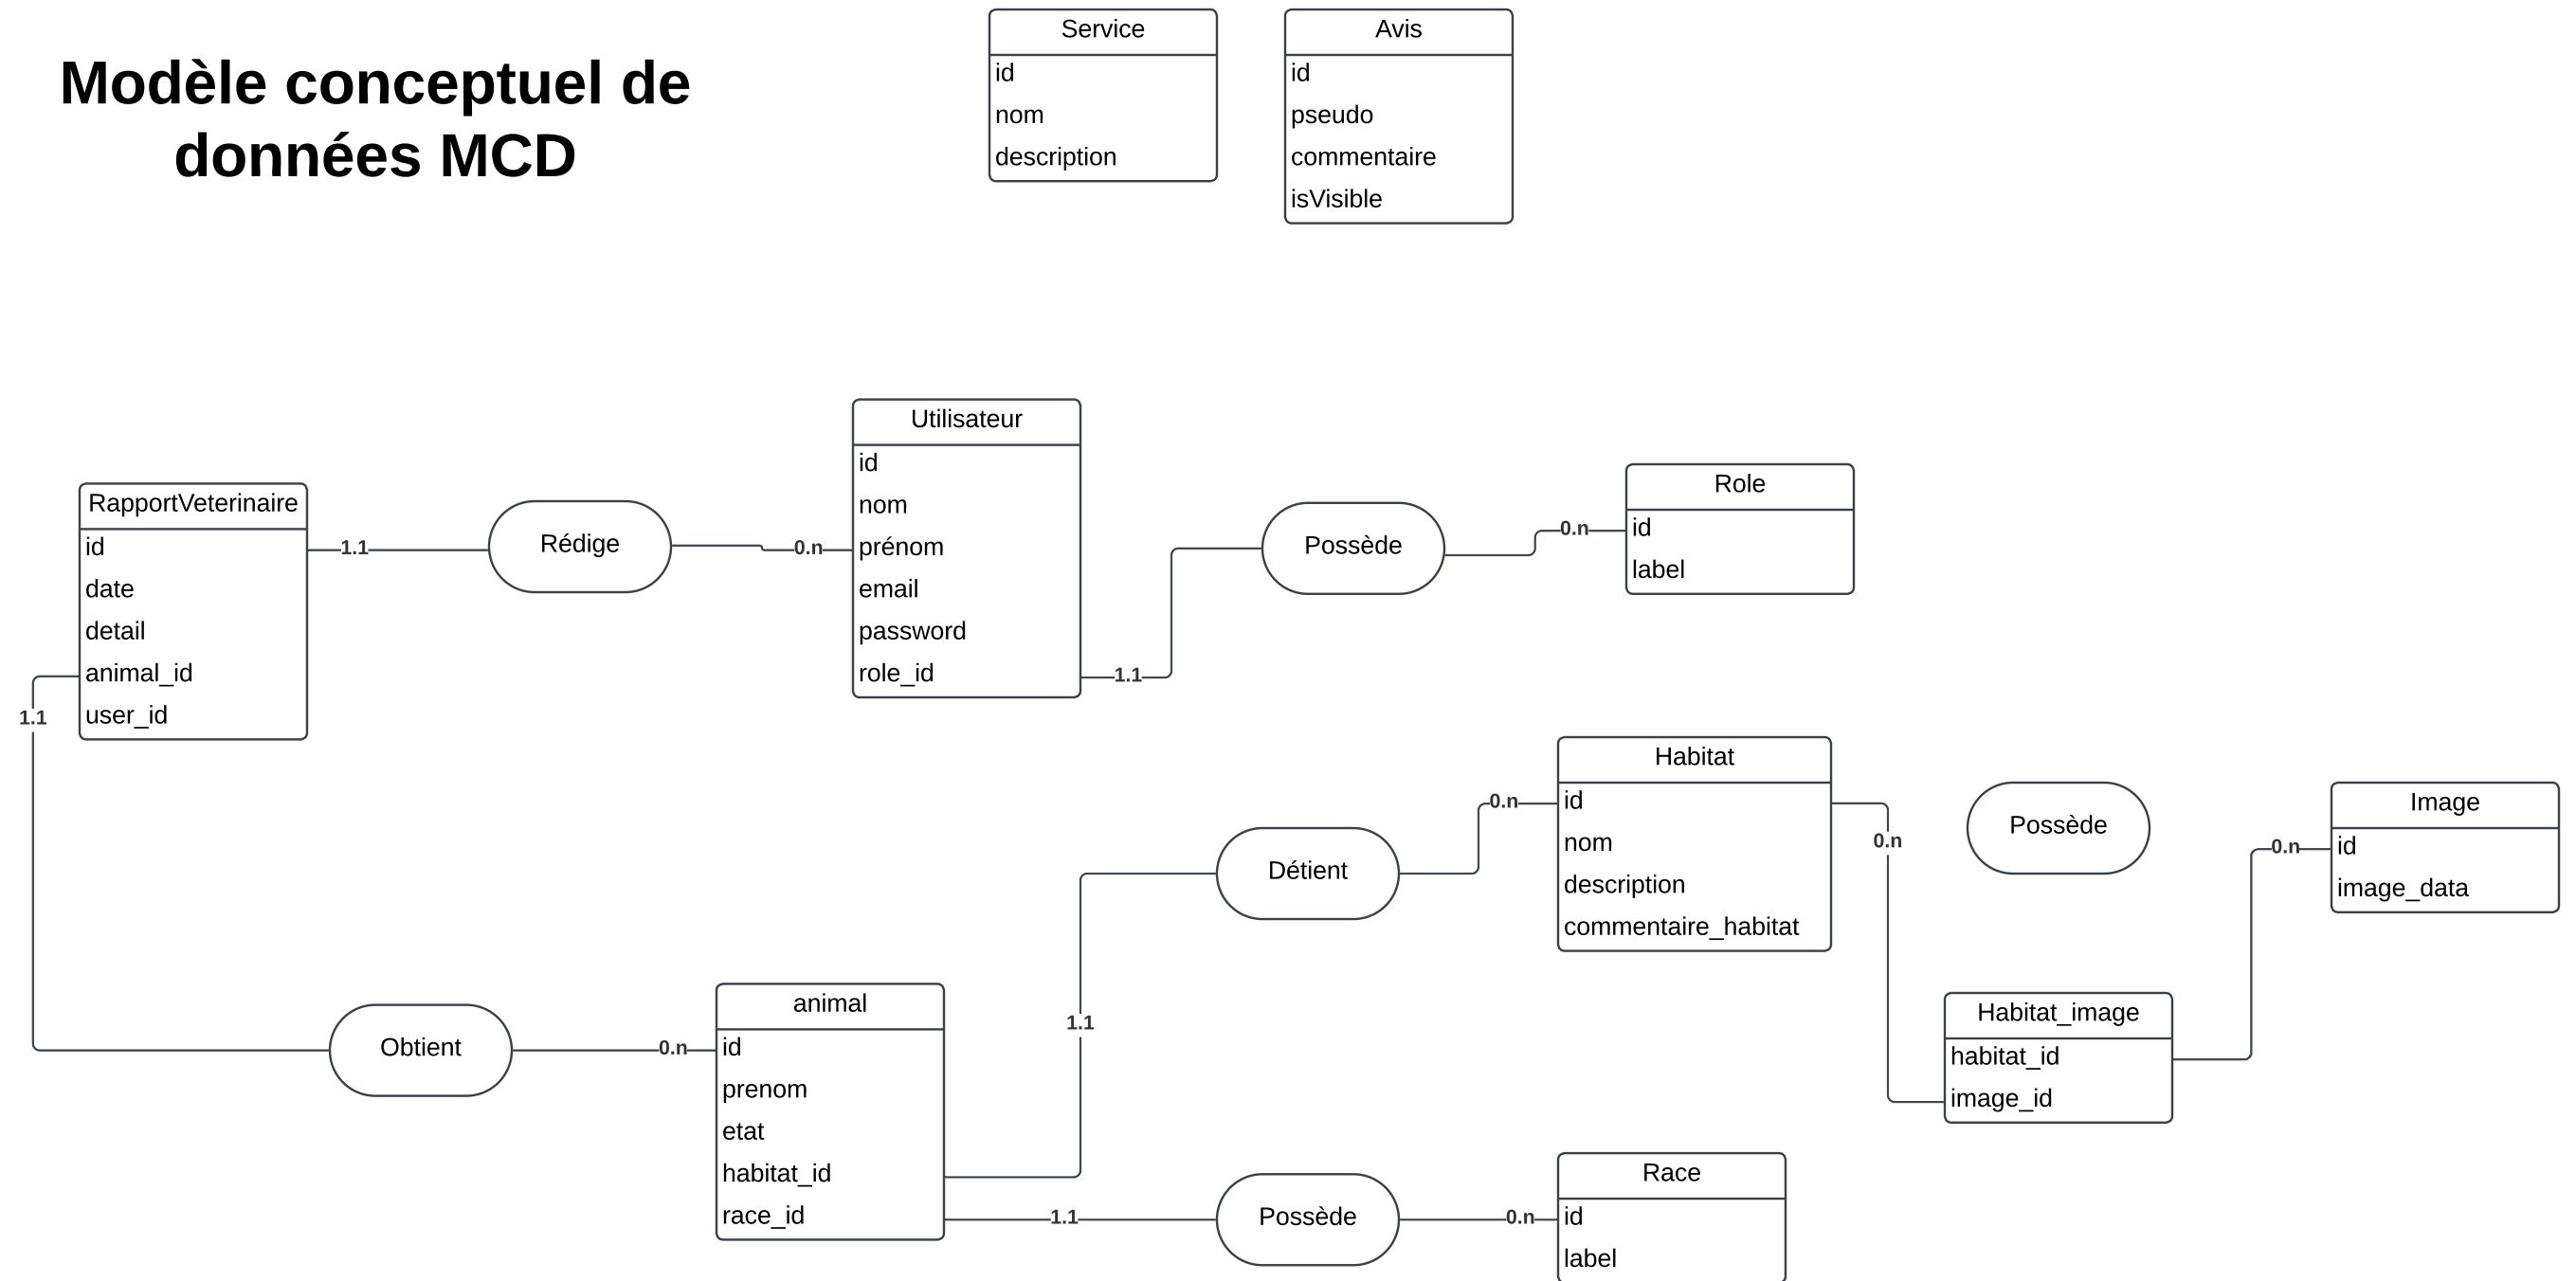 Modèle conceptuel de
données MCD
Service
id
nom
description
Avis
id
pseudo
commentaire
isVisible
RapportVeterinaire
id
date
detail
animal_id
user_id
1.1
1.1
Rédige
0.n
Utilisateur
id
nom
prénom
email
password
role_id
1.1
Possède
0.n
Role
id
label
Obtient
0.n
animal
id
prenom
etat
habitat_id
race_id
1.1
1.1
Détient
0.n
Habitat
id
nom
description
commentaire_habitat
0.n
Possède
0.n
Image
id
image_data
Habitat_image
habitat_id
image_id
Possède
0.n
Race
id
label